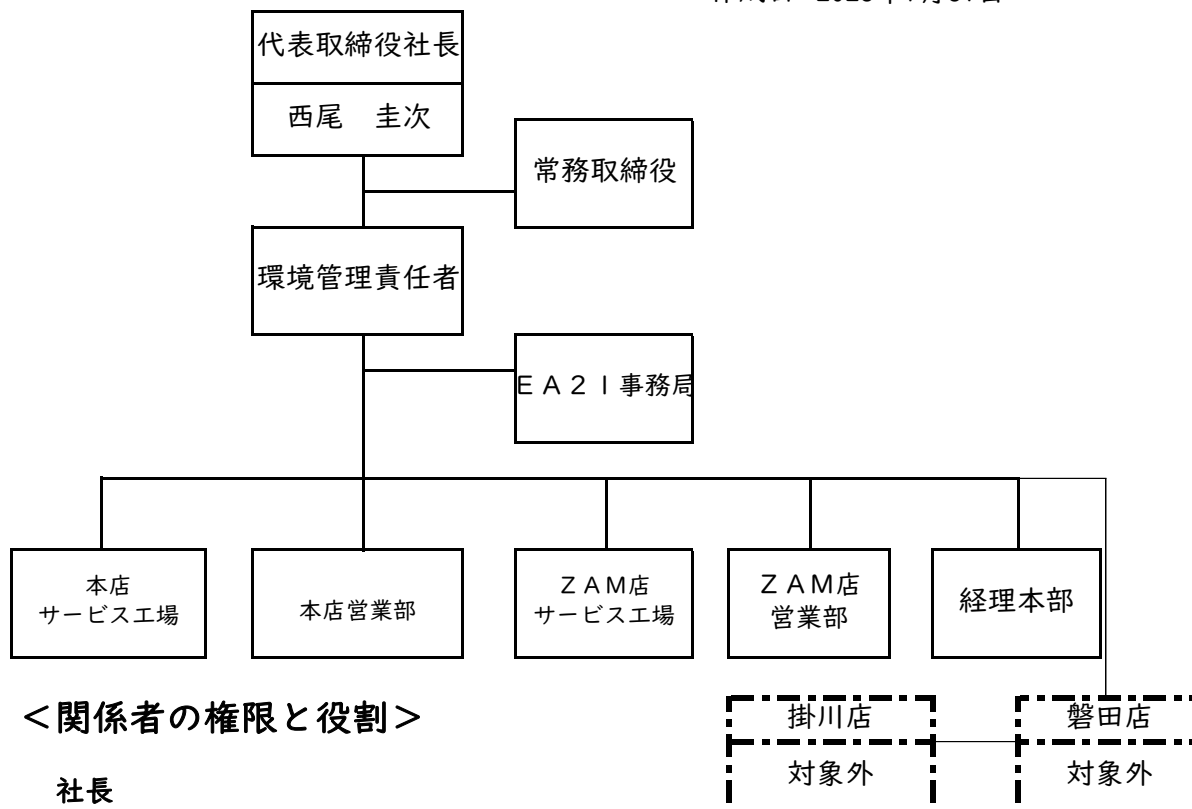 代表取締役社長
西尾　圭次
常務取締役
環境管理責任者
ＥＡ２１事務局
本店
サービス工場
本店営業部
ＺＡＭ店
サービス工場
ＺＡＭ店
営業部
経理本部
＜関係者の権限と役割＞
掛川店
磐田店
対象外
対象外
社長